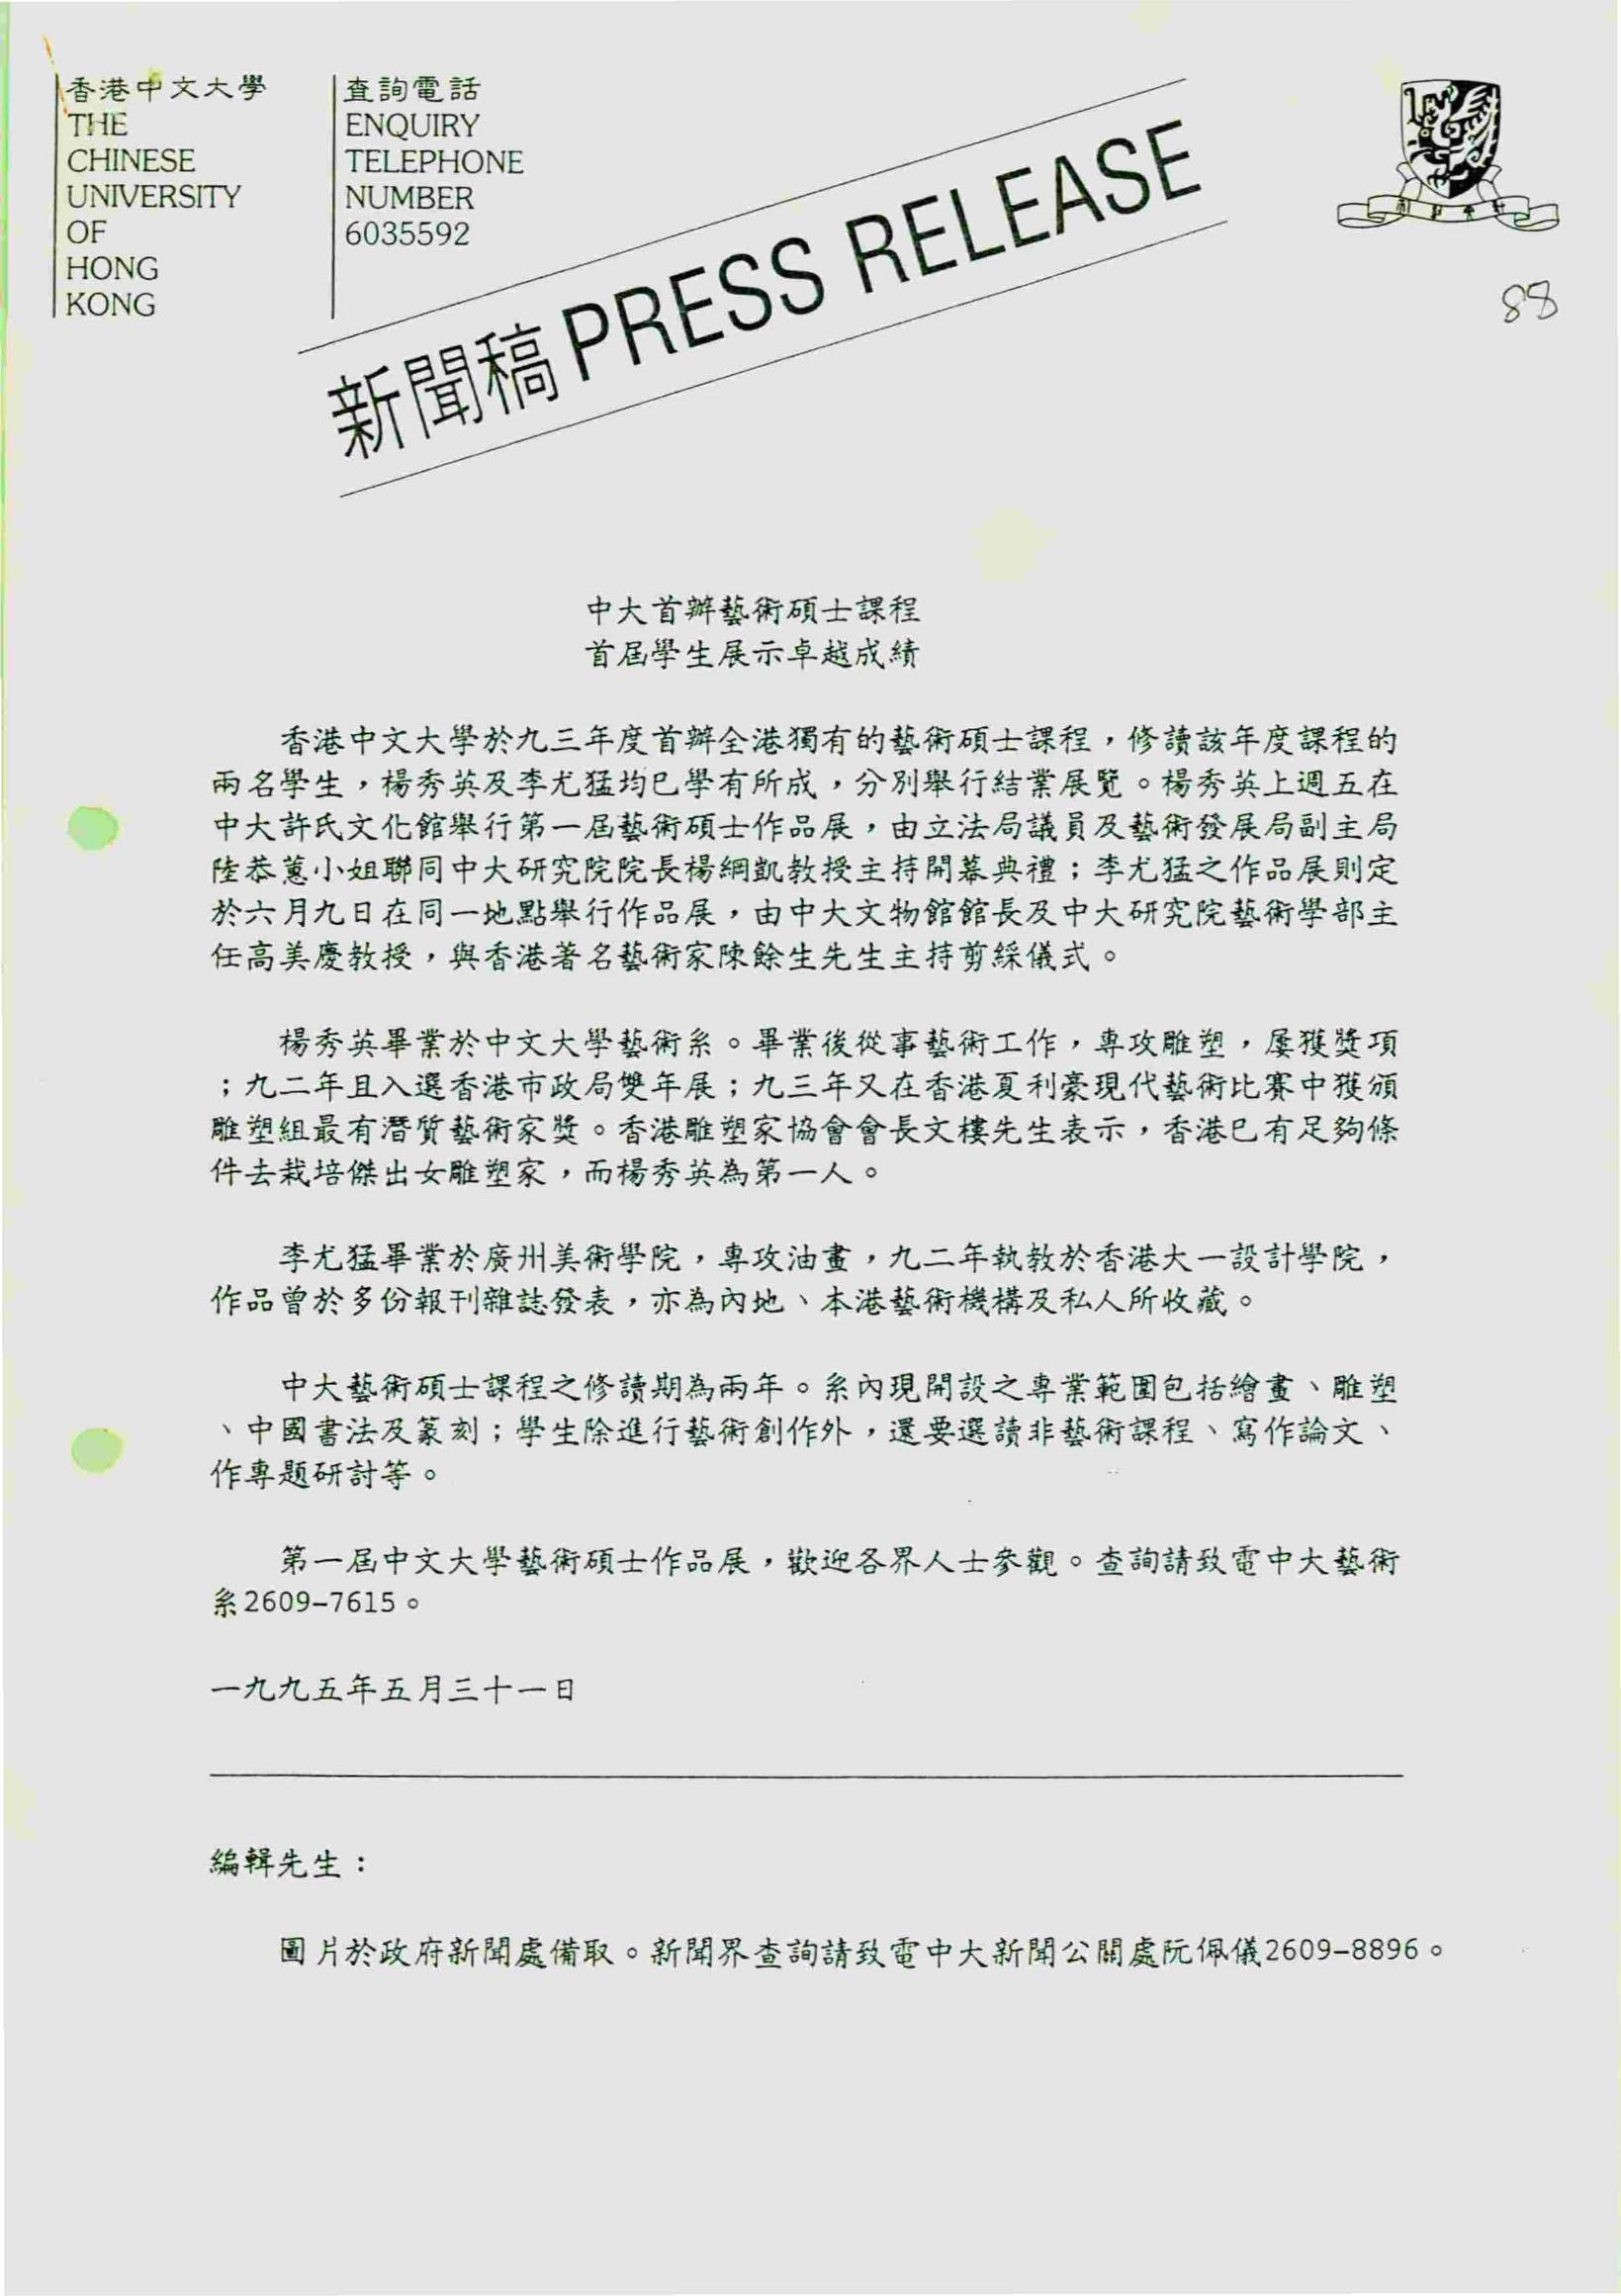 香港中文大學
THE
CHINESE
UNIVERSITY
OF
HONG
KONG
查詢電話
ENQUIRY
TELEPHONE
NUMBER
6035592
新聞稿 PRESS RELEASE
88
中大首辦藝術碩士課程
首屆學生展示卓越成績
香港中文大學於九三年度首辦全港獨有的藝術碩士課程，修讀該年度課程的
兩名學生，楊秀英及李尤猛均已學有所成，分別舉行結業展覽。楊秀英上週五在
中大許氏文化館舉行第一屆藝術碩士作品展，由立法局議員及藝術發展局副主局
陸恭蕙小姐聯同中大研究院院長楊綱凱教授主持開幕典禮；李尤猛之作品展則定
於六月九日在同一地點舉行作品展，由中大文物館館長及中大研究院藝術學部主
任高美慶教授，與香港著名藝術家陳餘生先生主持剪綵儀式。
楊秀英畢業於中文大學藝術系。畢業後從事藝術工作，專攻雕塑，屢獲獎項
；九二年且入選香港市政局雙年展；九三年又在香港夏利豪現代藝術比賽中獲頒
雕塑組最有潛質藝術家獎。香港雕塑家協會會長文樓先生表示，香港已有足夠條
件去栽培傑出女雕塑家，而楊秀英為第一人。
李尤猛畢業於廣州美術學院，專攻油畫，九二年執教於香港大一設計學院，
作品曾於多份報刊雜誌發表，亦為內地、本港藝術機構及私人所收藏。
中大藝術碩士課程之修讀期為兩年。系內現開設之專業範圍包括繪畫、雕塑
、中國書法及篆刻；學生除進行藝術創作外，還要選讀非藝術課程、寫作論文、
作專題研討等。
第一屆中文大學藝術碩士作品展，歡迎各界人士參觀。查詢請致電中大藝術
系2609-7615。
一九九五年五月三十一日
編輯先生：
圖片於政府新聞處備取。新聞界查詢請致電中大新聞公關處阮佩儀2609-8896。